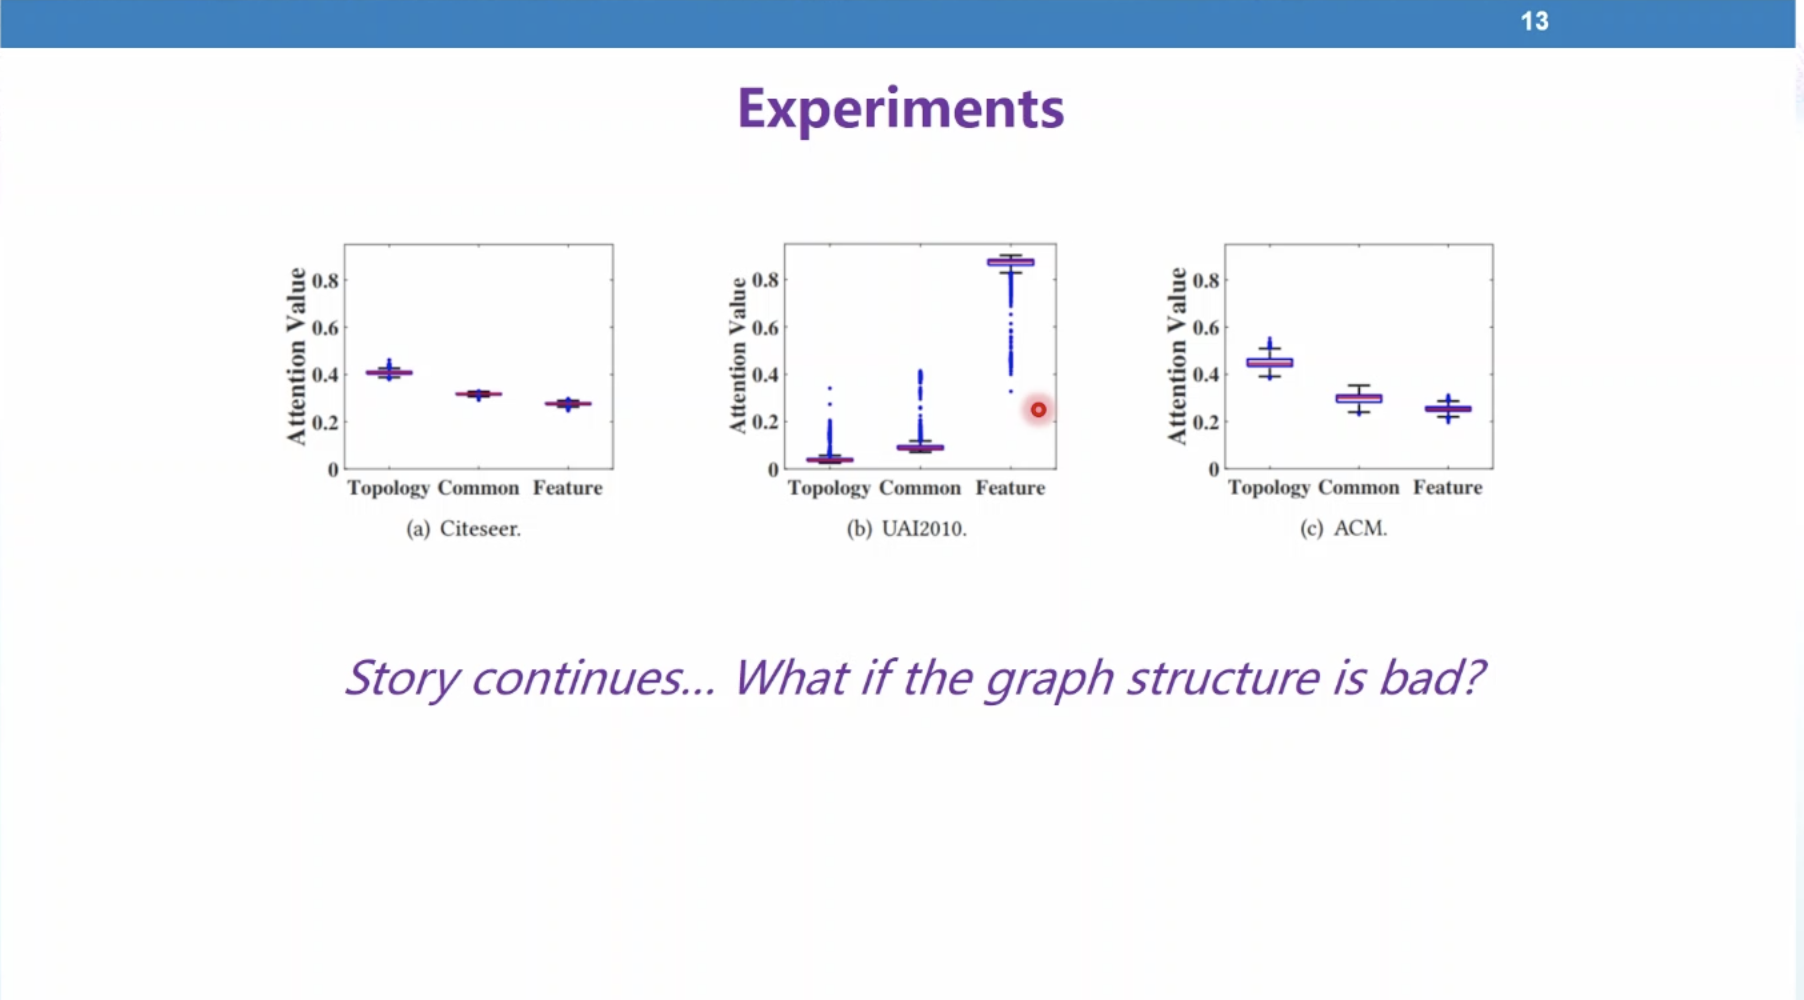 13
Experiments
Attention Value
0.8
0.6
0.4
0.2
0
Topology Common Feature
(a) Citeseer.
Attention Value
0.8
0.6
0.4
0.2
0
Topology Common Feature
(b) UAI2010.
Attention Value
0.8
0.6
0.4
0.2
0
Topology Common Feature
(c) ACM.
Story continues... What if the graph structure is bad?